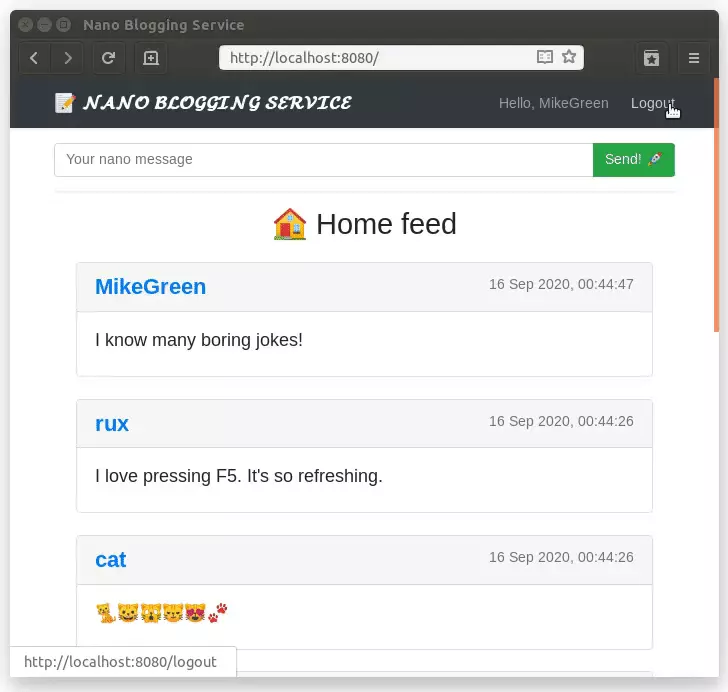 Nano Blogging Service
http://localhost:8080/
📝 𝓝𝓐𝓝𝓞 𝓑𝓛𝓞𝓖𝓖𝓘𝓝𝓖 𝓢𝓔𝓡𝓥𝓘𝓒𝓔 Hello, MikeGreen Logout
Your nano message Send! 🚀
🏠 Home feed
MikeGreen 16 Sep 2020, 00:44:47
I know many boring jokes!
rux 16 Sep 2020, 00:44:26
I love pressing F5. It's so refreshing.
cat 16 Sep 2020, 00:44:26
🐈😺🙀😼😻🐾
http://localhost:8080/logout